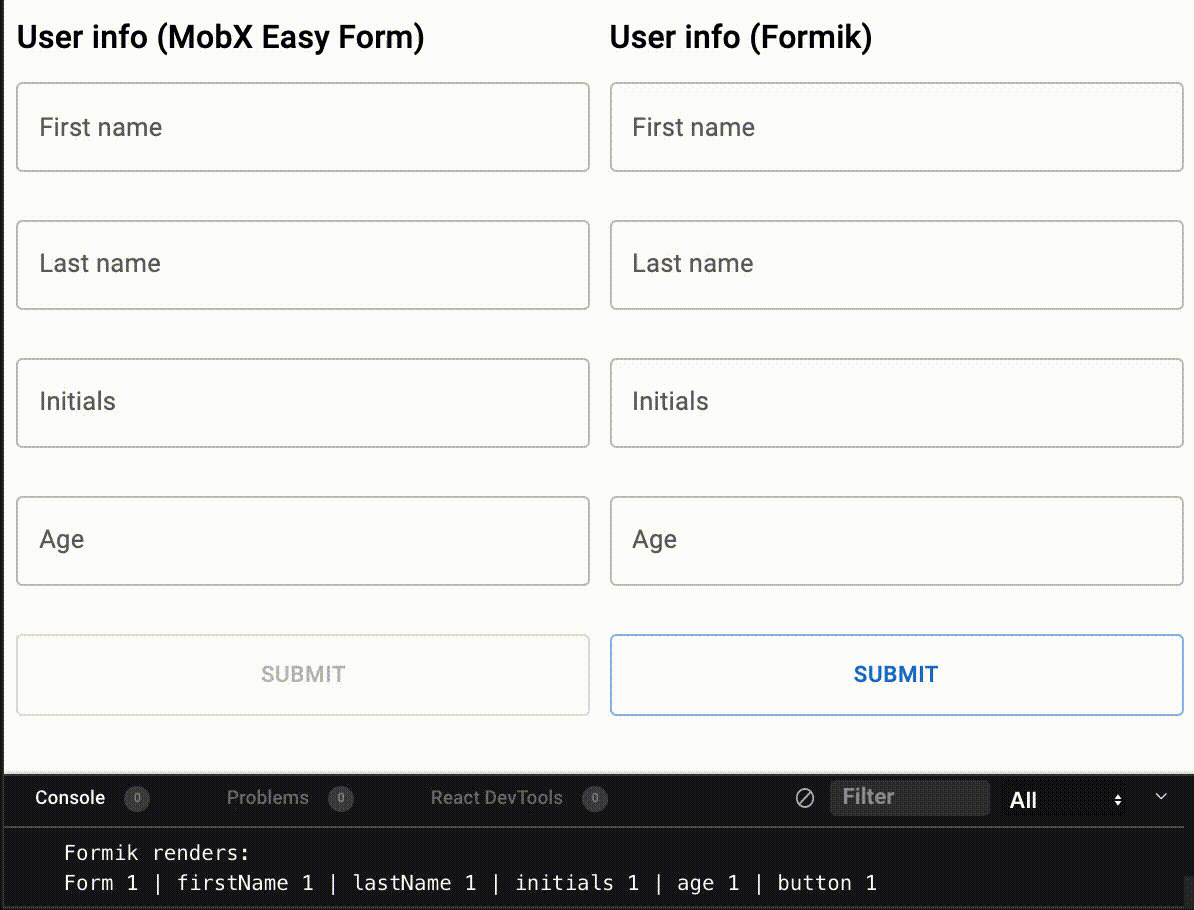 User info (MobX Easy Form)
First name
Last name
Initials
Age
SUBMIT
User info (Formik)
First name
Last name
Initials
Age
SUBMIT
Console 0 Problems 0 React DevTools 0 Filter All
Formik renders:
Form 1 | firstName 1 | lastName 1 | initials 1 | age 1 | button 1